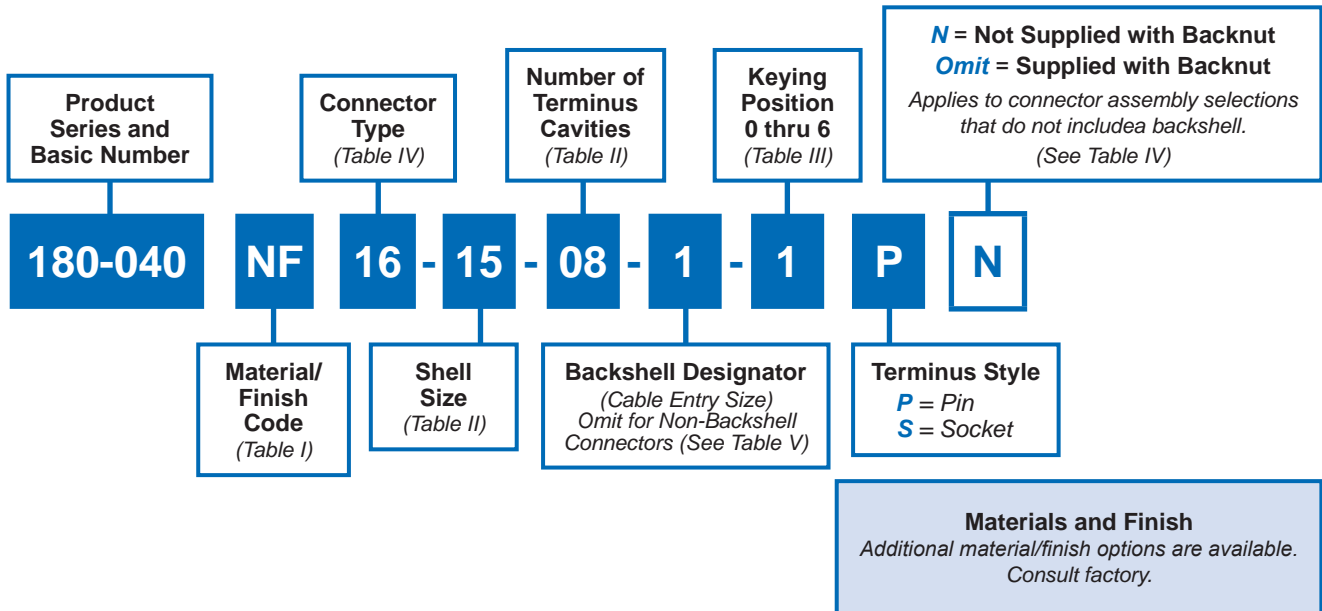 Product
Series and
Basic Number
Connector
Type
(Table IV)
Number of
Terminus
Cavities
(Table II)
Keying
Position
0 thru 6
(Table III)
N = Not Supplied with Backnut
Omit = Supplied with Backnut
Applies to connector assembly selections
that do not includea backshell.
(See Table IV)
180-040 NF 16 - 15 - 08 - 1 - 1 P N
Material/
Finish
Code
(Table I)
Shell
Size
(Table II)
Backshell Designator
(Cable Entry Size)
Omit for Non-Backshell
Connectors (See Table V)
Terminus Style
P = Pin
S = Socket
Materials and Finish
Additional material/finish options are available.
Consult factory.